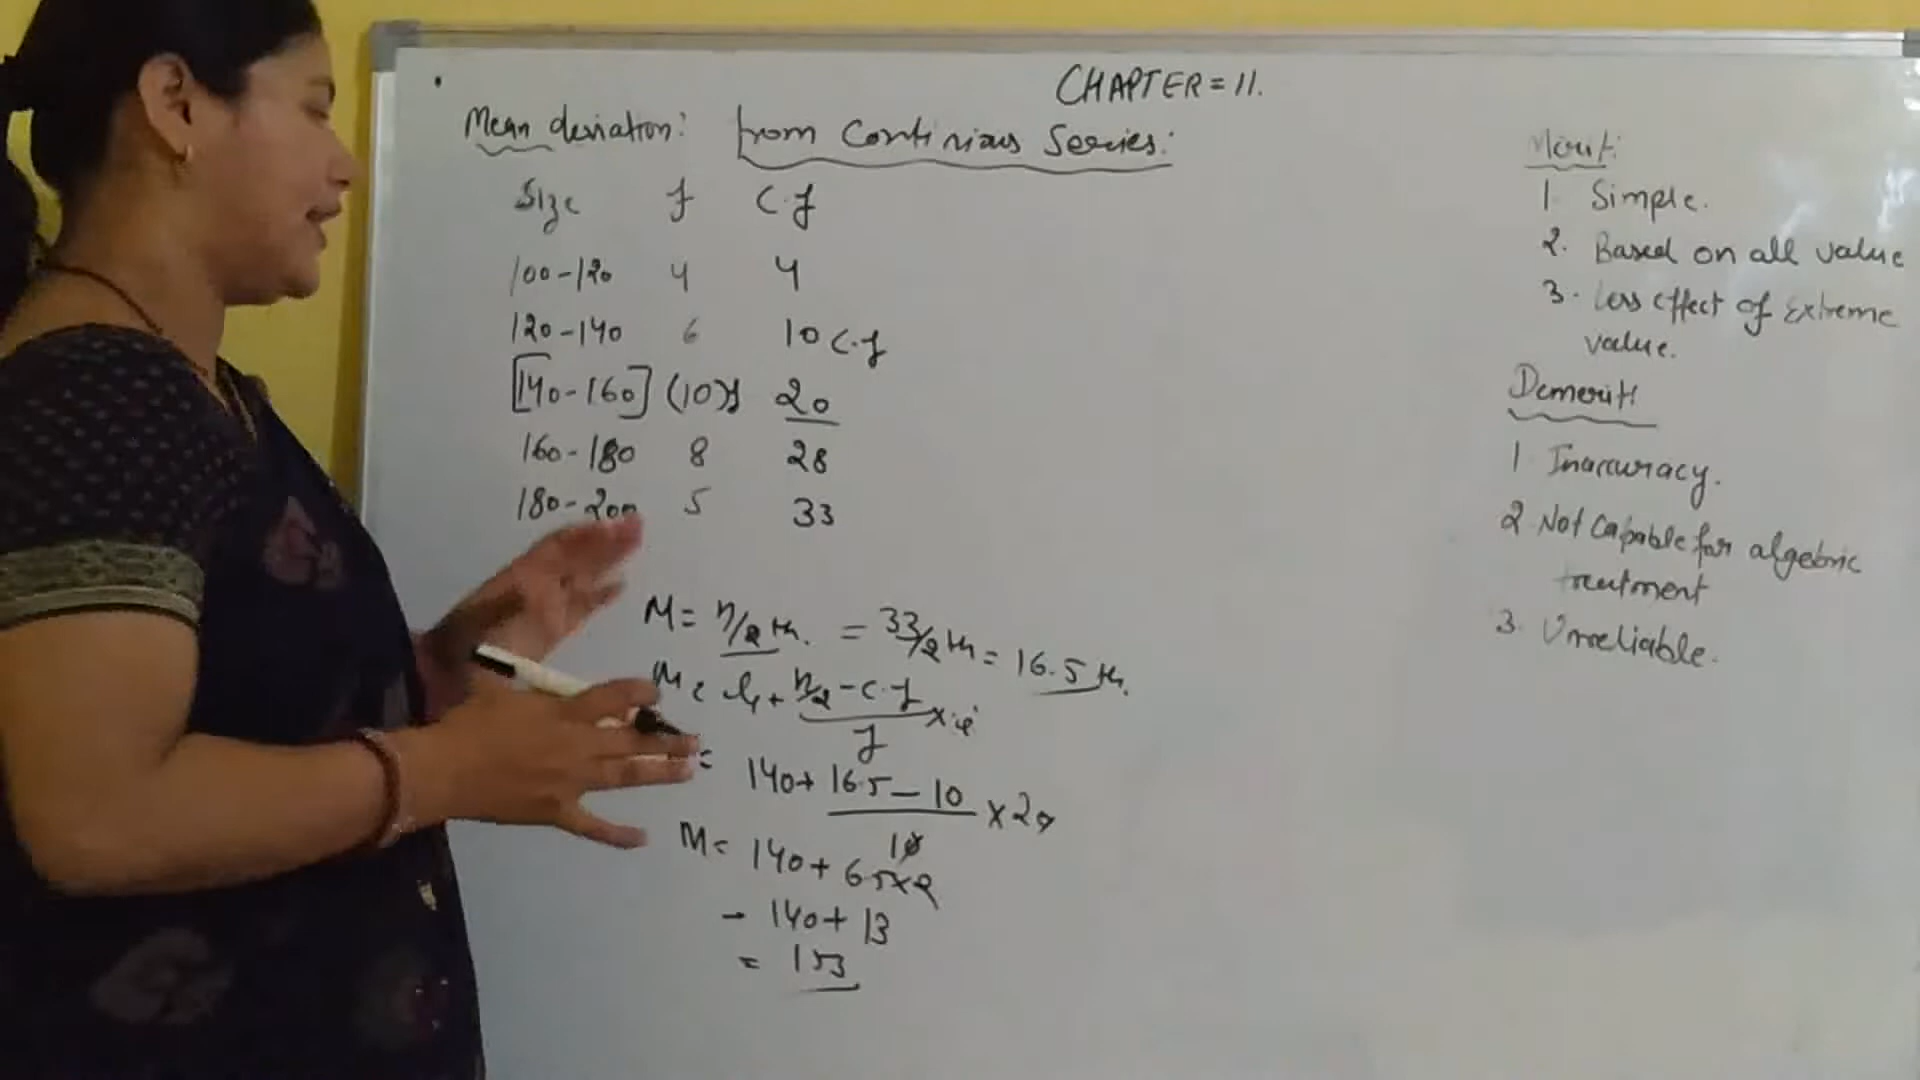 CHAPTER = 11.
Mean deviation: from Continious Series:
Size f c.f
100-120 4 4
120-140 6 10 c.f
[140-160] (10)f 20
160-180 8 28
180-200 5 33
M = n/2 th. = 33/2 th = 16.5 th.
M = l1 + n/2 - c.f / f × i
= 140 + 16.5 - 10 / 10 × 20
M = 140 + 6.5 × 2
= 140 + 13
= 153
Merit:
1. Simple.
2. Based on all value
3. Less effect of Extreme
value.
Demerit:
1. Inaccuracy.
2. Not Capable for algebric
treatment
3. Unreliable.